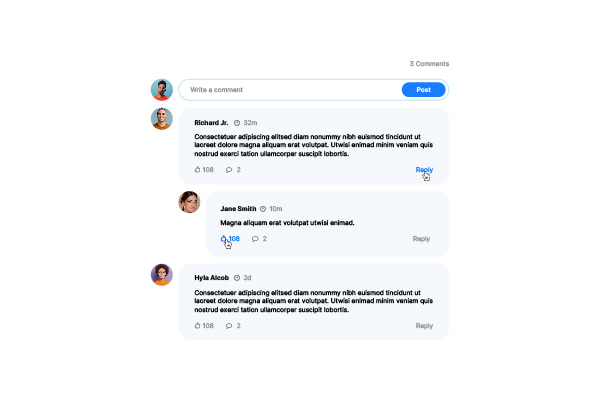 3 Comments
Write a comment
Post
Richard Jr. 32m
Consectetuer adipiscing elitsed diam nonummy nibh euismod tincidunt ut
laoreet dolore magna aliquam erat volutpat. Utwisi enimad minim veniam quis
nostrud exerci tation ullamcorper suscipit lobortis.
108 2 Reply
Jane Smith 10m
Magna aliquam erat volutpat utwisi enimad.
108 2 Reply
Hyla Alcob 2d
Consectetuer adipiscing elitsed diam nonummy nibh euismod tincidunt ut
laoreet dolore magna aliquam erat volutpat. Utwisi enimad minim veniam quis
nostrud exerci tation ullamcorper suscipit lobortis.
108 2 Reply